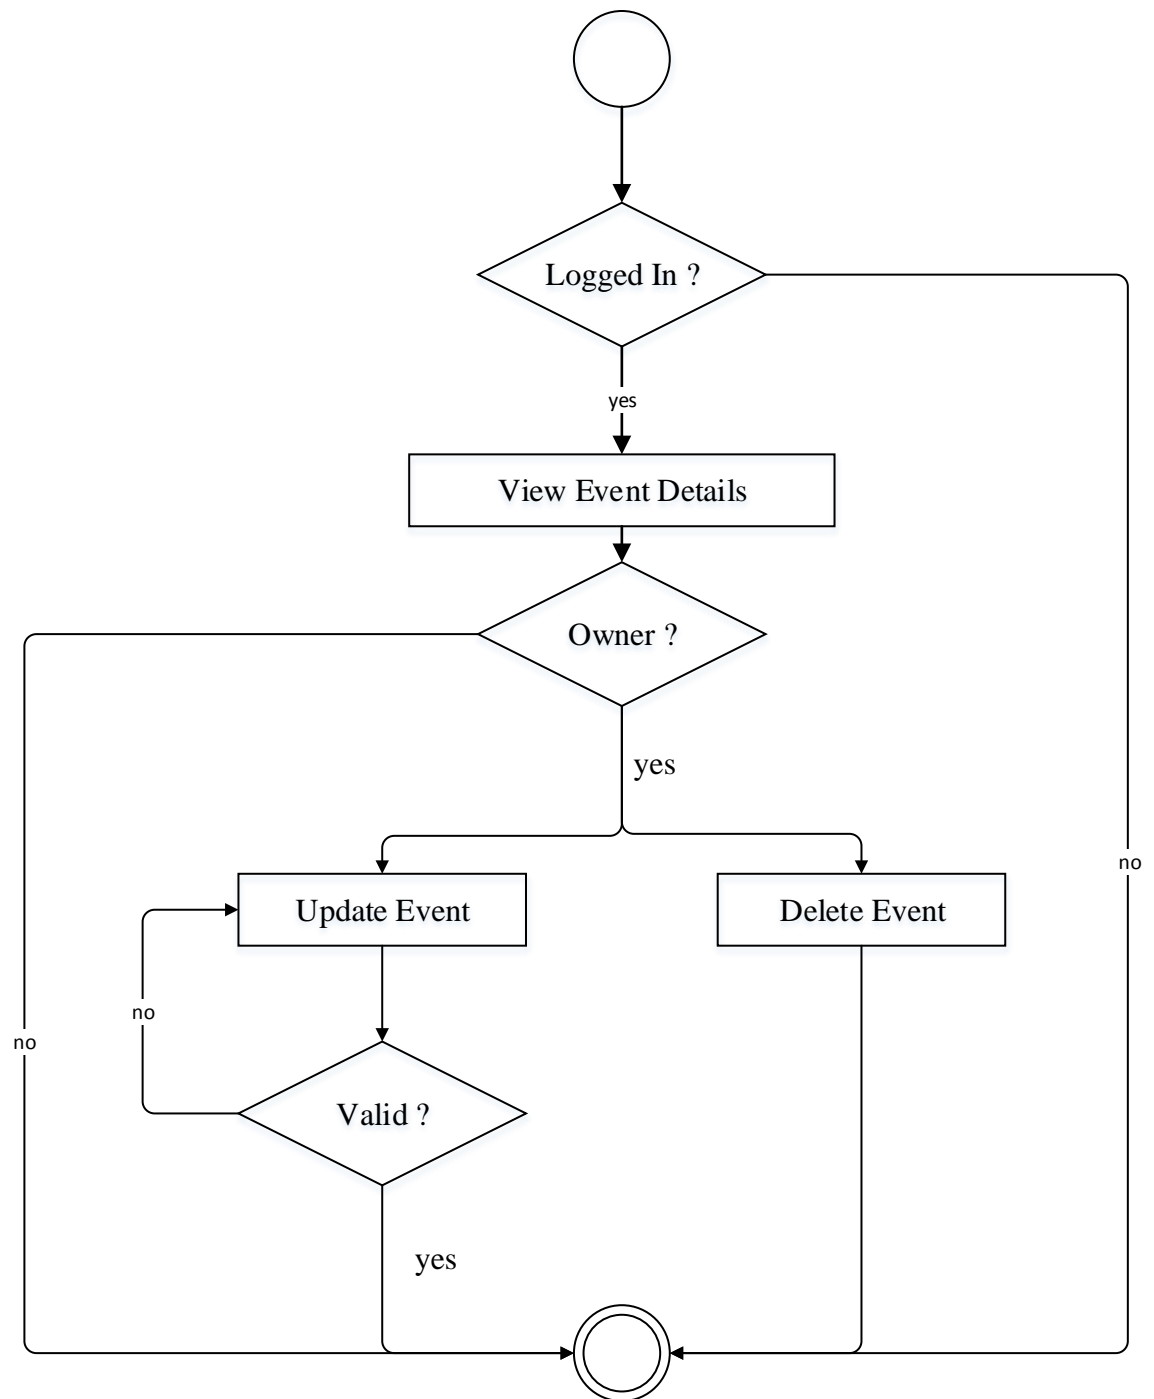 Logged In ?
yes
View Event Details
Owner ?
yes
no
Update Event
Delete Event
no
no
Valid ?
yes